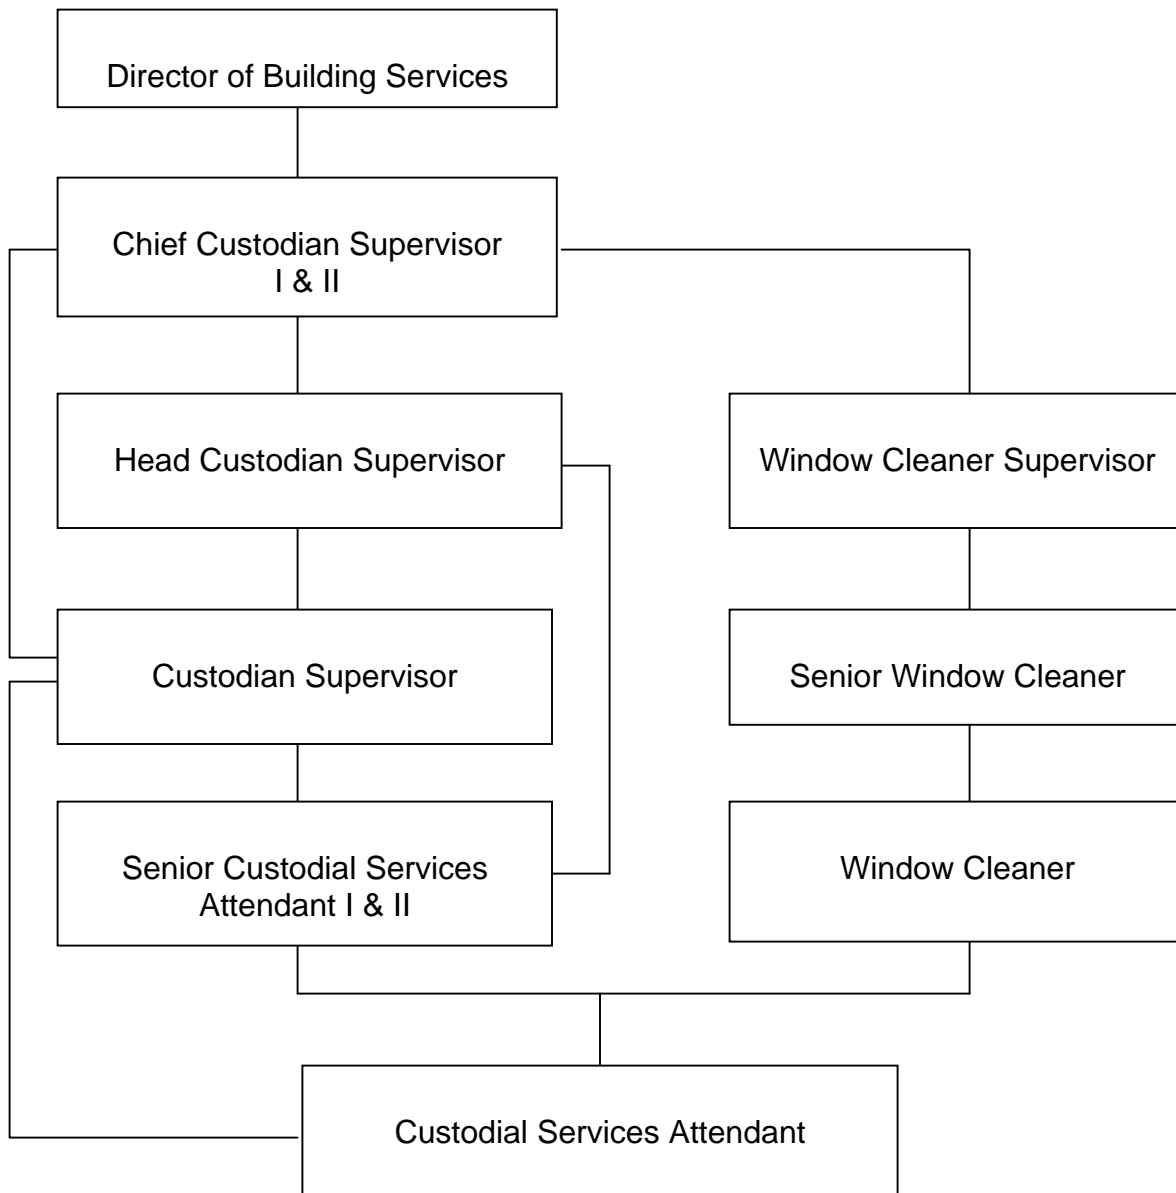 Director of Building Services
Chief Custodian Supervisor
I & II
Head Custodian Supervisor
Window Cleaner Supervisor
Custodian Supervisor
Senior Window Cleaner
Senior Custodial Services
Attendant I & II
Window Cleaner
Custodial Services Attendant